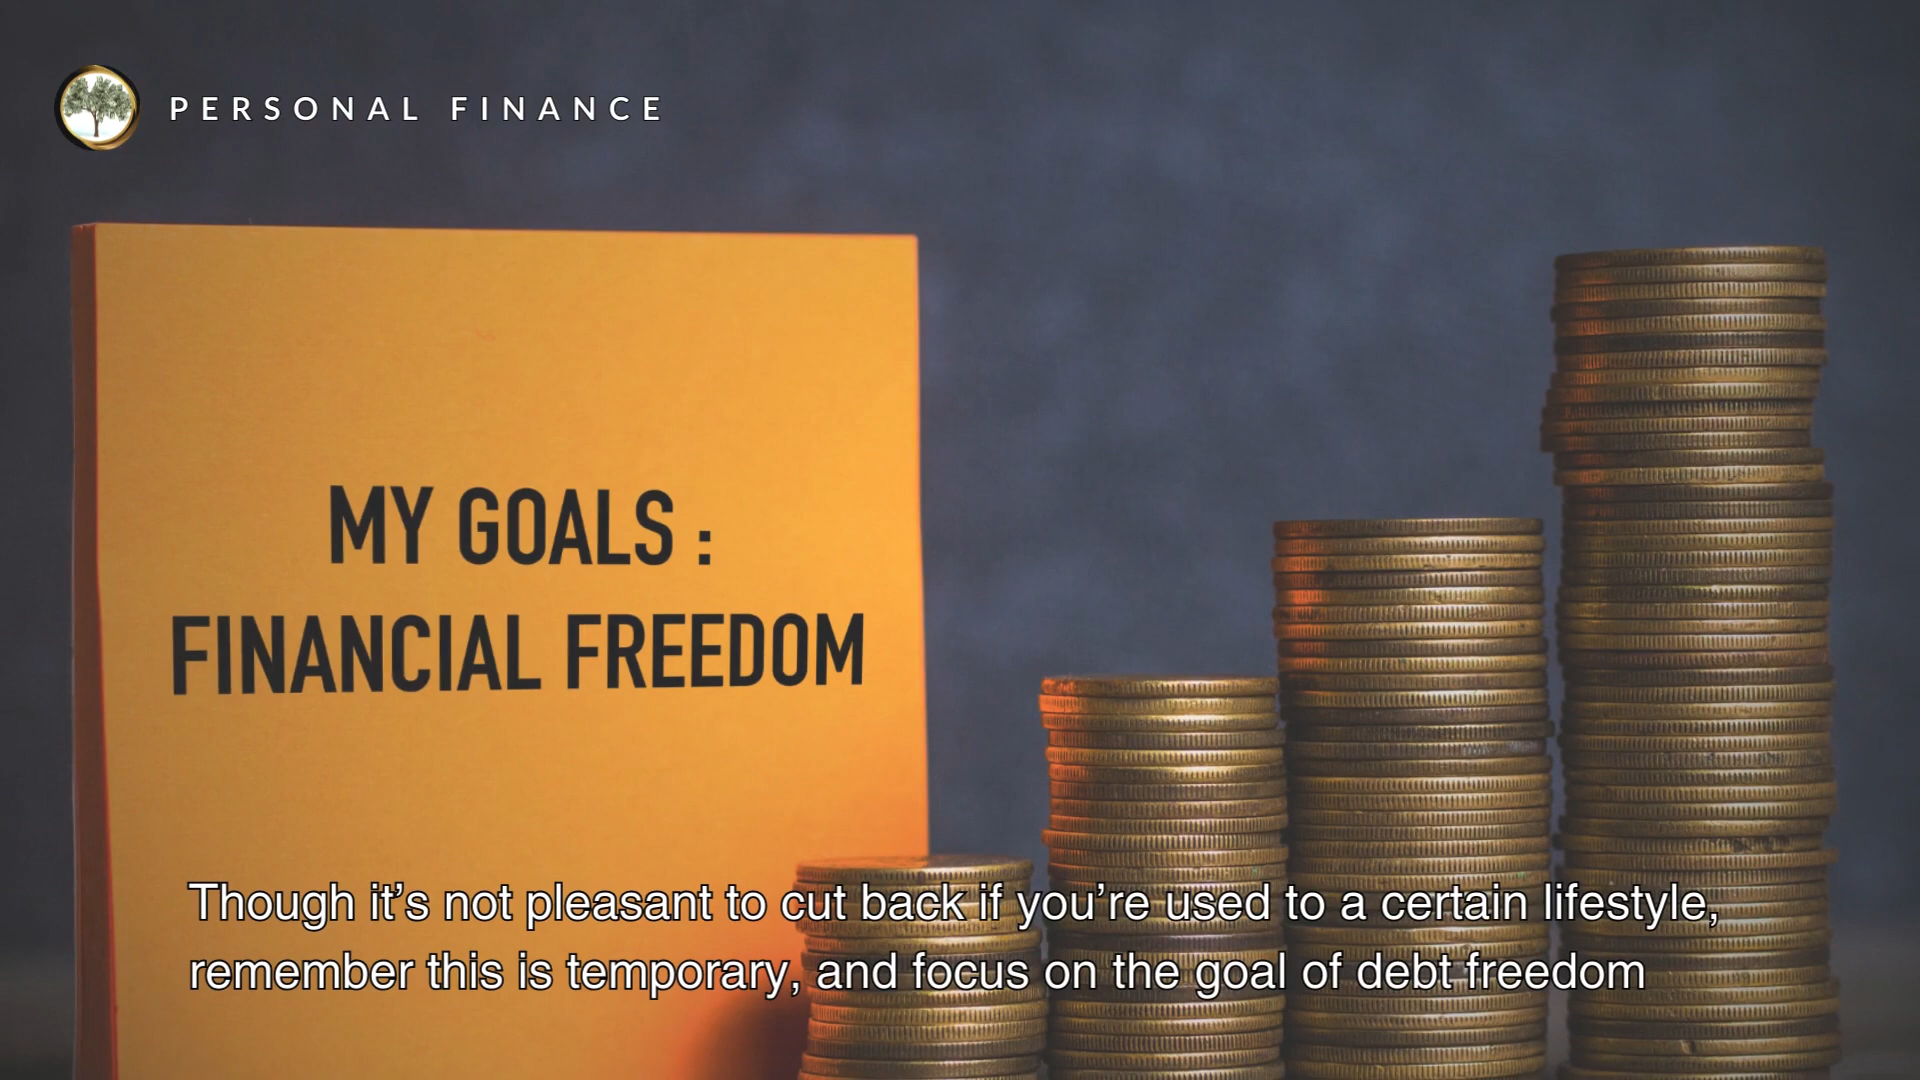 PERSONAL FINANCE
MY GOALS :
FINANCIAL FREEDOM
Though it’s not pleasant to cut back if you’re used to a certain lifestyle,
remember this is temporary, and focus on the goal of debt freedom